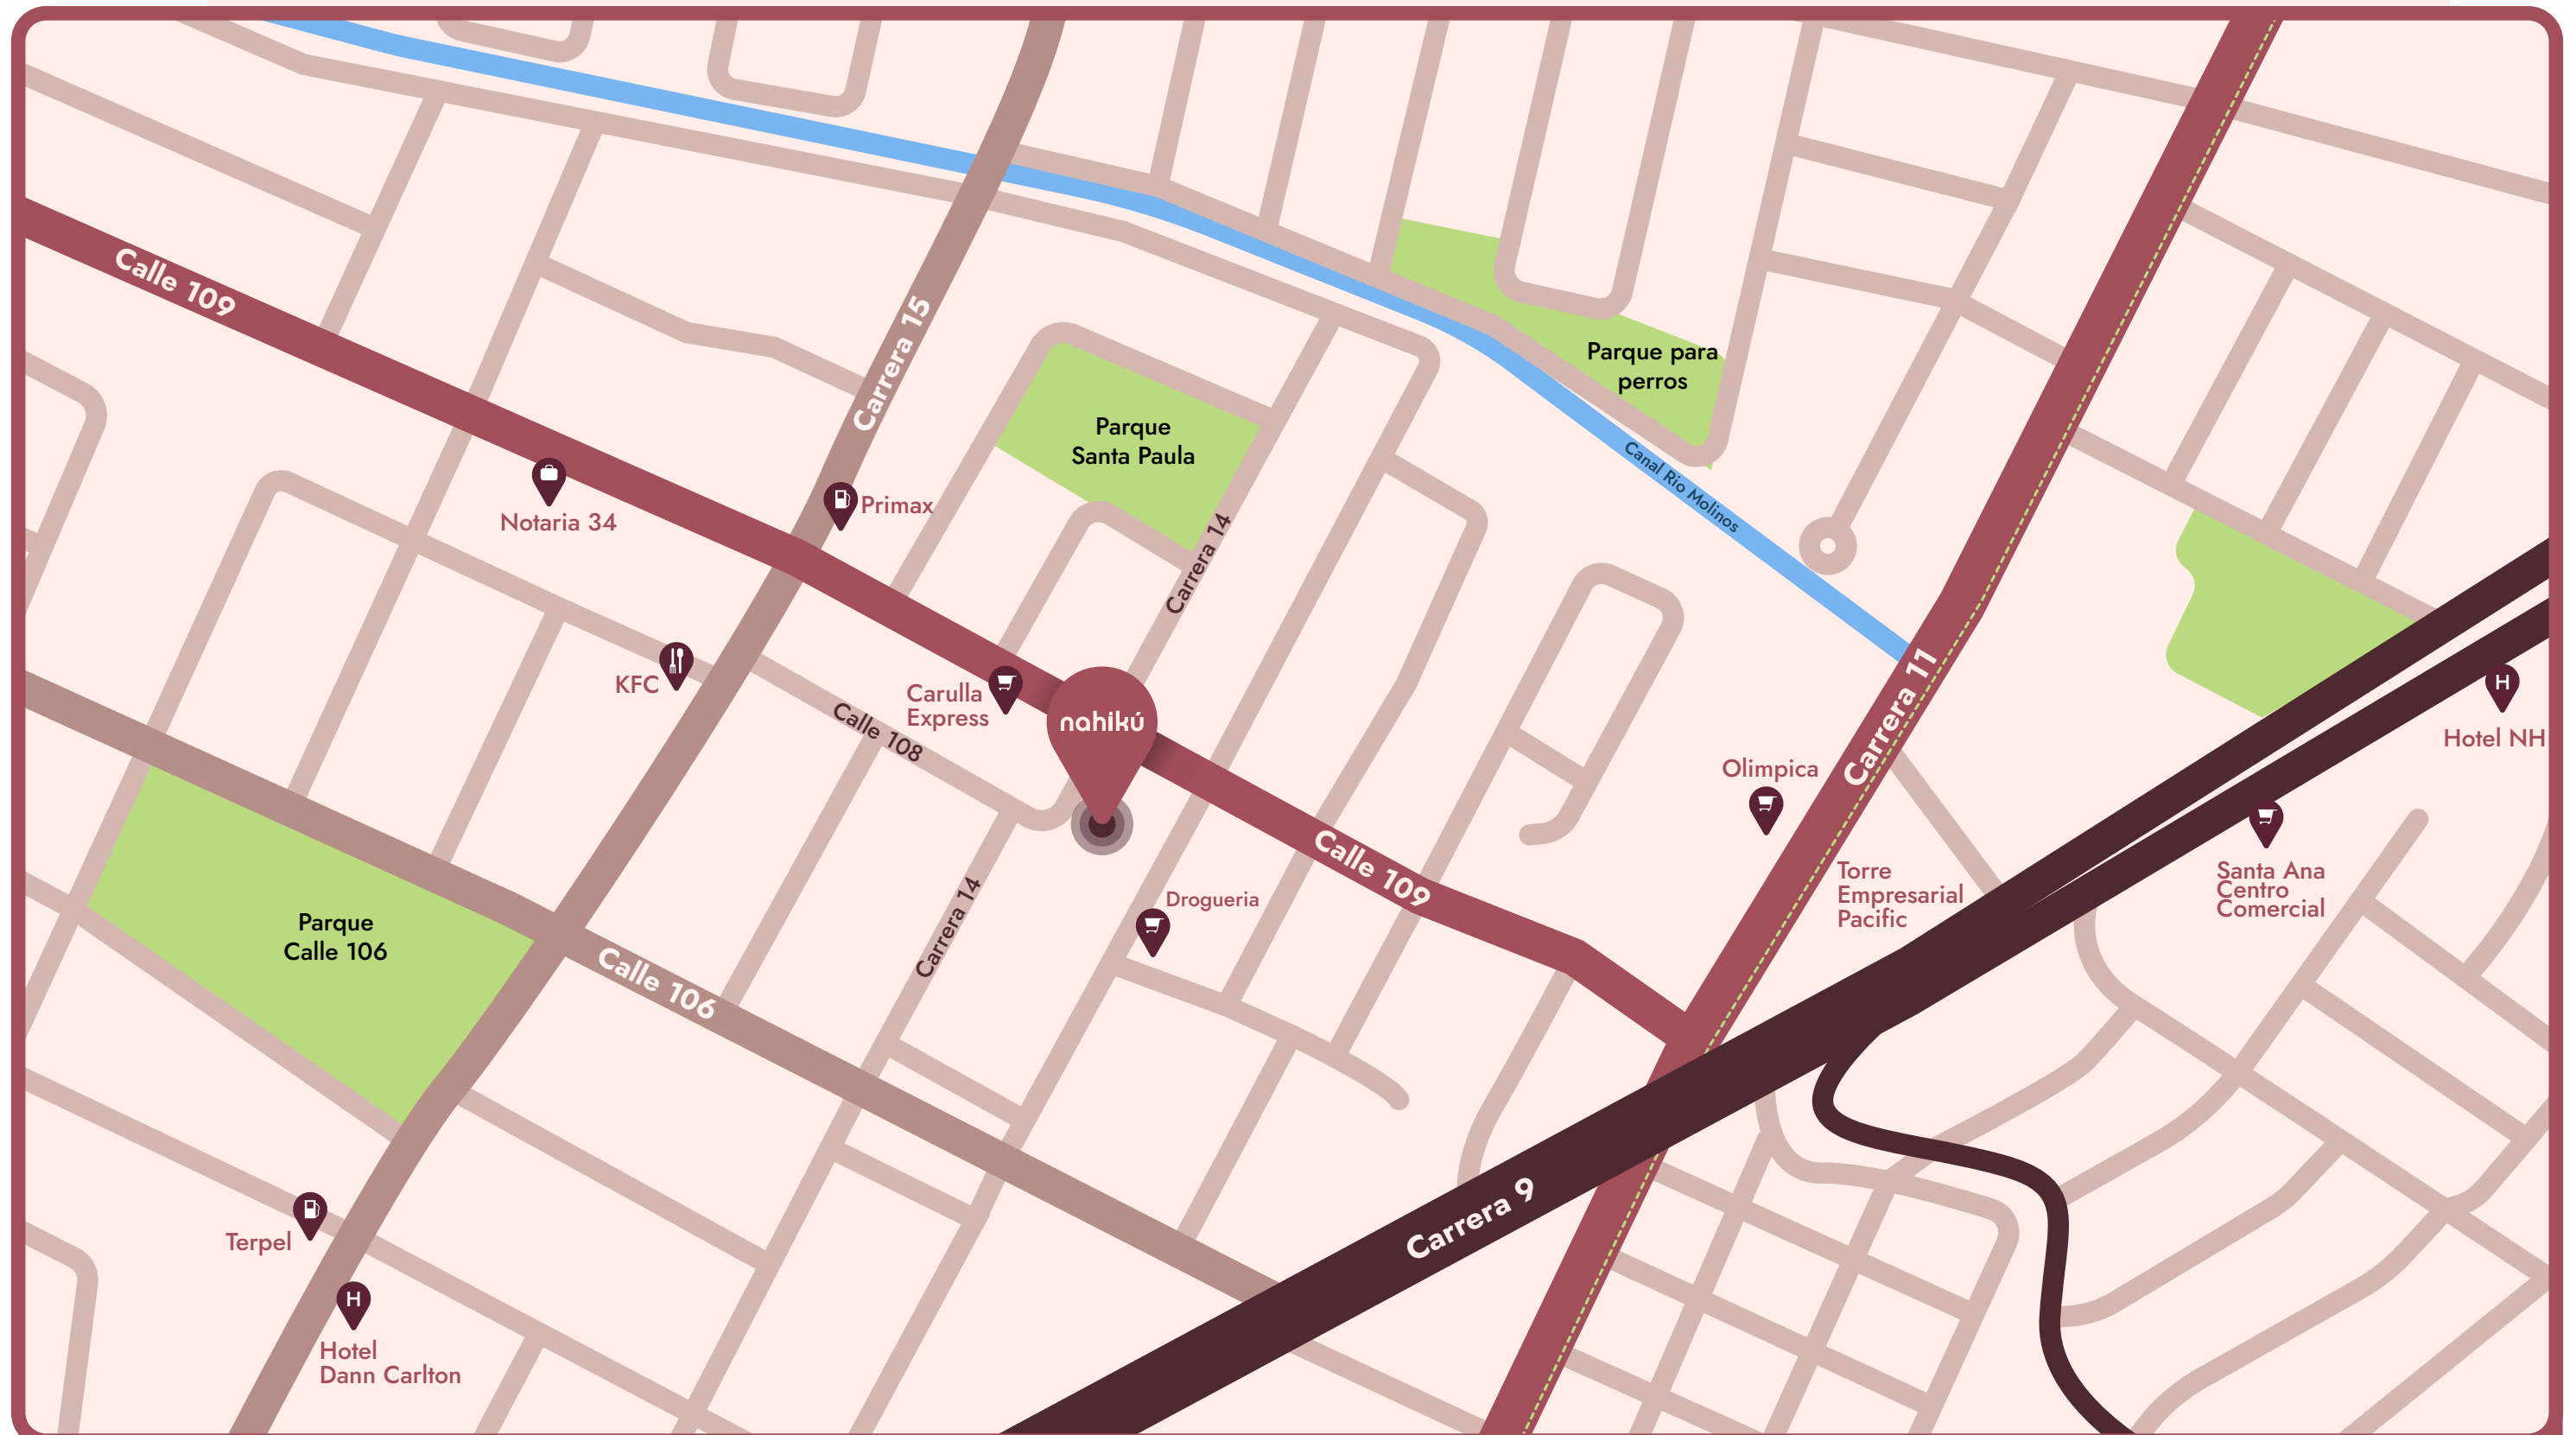 Calle 109
Carrera 15
Parque para
perros
Parque
Santa Paula
Canal Rio Molinos
Notaria 34
Primax
Carrera 14
KFC
Carulla
Express
Calle 108
nahikú
Carrera 11
Hotel NH
Olimpica
Calle 109
Torre
Empresarial
Pacific
Santa Ana
Centro
Comercial
Drogueria
Carrera 14
Parque
Calle 106
Calle 106
Carrera 9
Terpel
H
Hotel
Dann Carlton
H